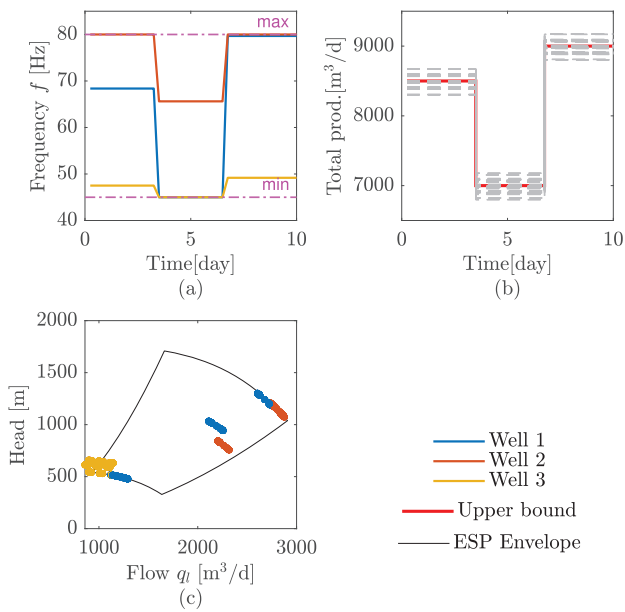 max
80
70
60
50
40
min
Frequency f [Hz]
0
5
10
Time[day]
(a)
9000
8000
7000
Total prod.[m³/d]
0
5
10
Time[day]
(b)
2000
1500
1000
500
0
Head [m]
1000
2000
3000
Flow qₗ [m³/d]
(c)
Well 1
Well 2
Well 3
Upper bound
ESP Envelope